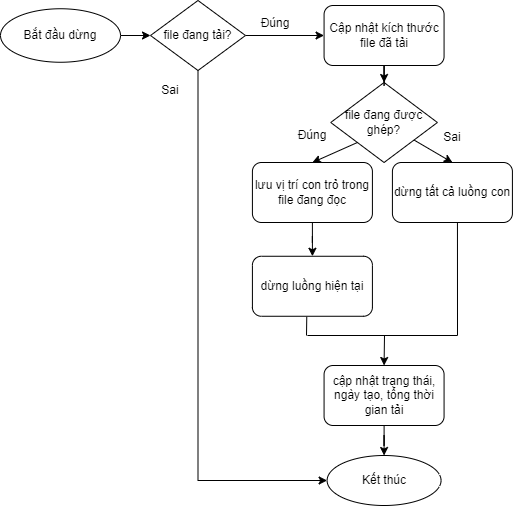 Bắt đầu dừng
file đang tải?
Đúng
Cập nhật kích thước
file đã tải
Sai
file đang được
ghép?
Đúng
Sai
lưu vị trí con trỏ trong
file đang đọc
dừng tất cả luồng con
dừng luồng hiện tại
cập nhật trạng thái,
ngày tạo, tổng thời
gian tải
Kết thúc